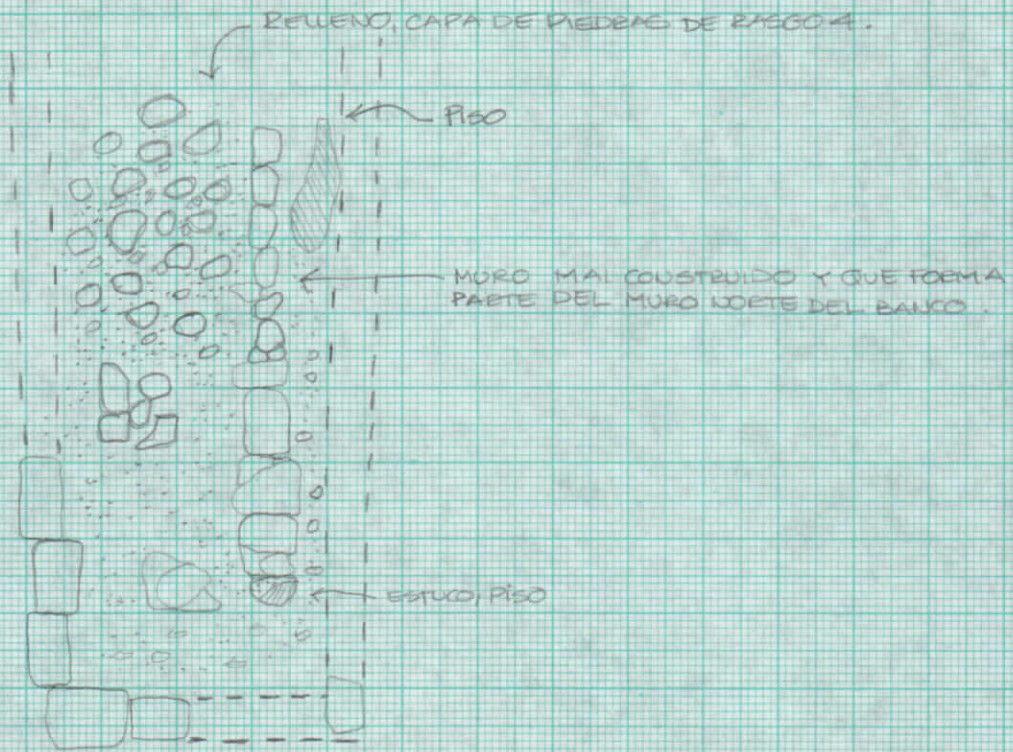 RELLENO, CAPA DE PIEDRAS DE RASGO 4.
PISO
MURO MAL CONSTRUIDO Y QUE FORMA
PARTE DEL MURO NORTE DEL BANCO.
ESTUCO, PISO